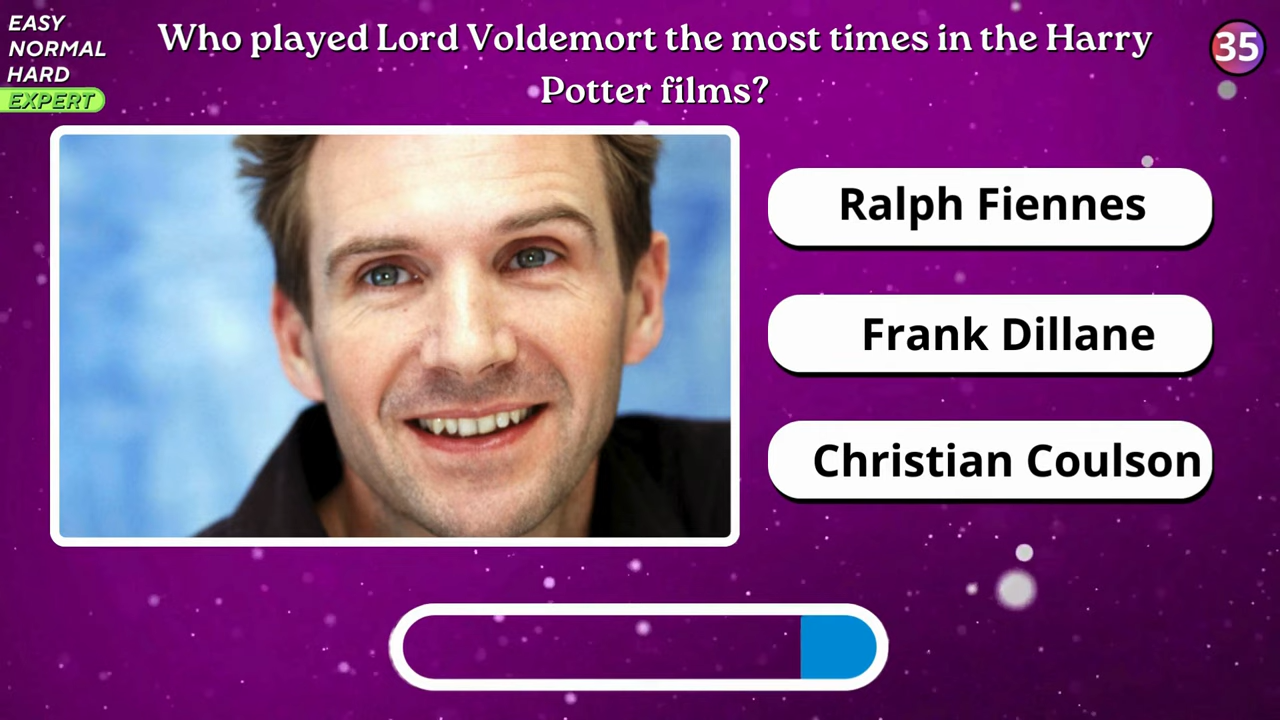 EASY
NORMAL
HARD
EXPERT
Who played Lord Voldemort the most times in the Harry
Potter films?
35
Ralph Fiennes
Frank Dillane
Christian Coulson